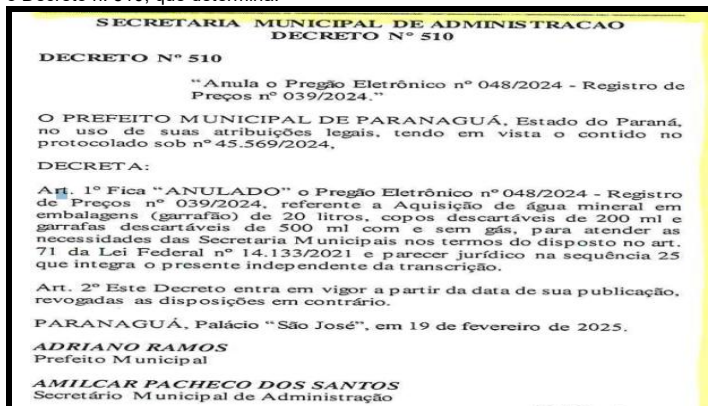 SECRETARIA MUNICIPAL DE ADMINISTRACAO
DECRETO Nº 510
DECRETO Nº 510
“Anula o Pregão Eletrônico nº 048/2024 - Registro de
Preços nº 039/2024.”
O PREFEITO MUNICIPAL DE PARANAGUÁ, Estado do Paraná,
no uso de suas atribuições legais, tendo em vista o contido no
protocolado sob nº 45.569/2024,
DECRETA:
Art. 1º Fica “ANULADO” o Pregão Eletrônico nº 048/2024 - Registro
de Preços nº 039/2024, referente a Aquisição de água mineral em
embalagens (garrafão) de 20 litros, copos descartáveis de 200 ml e
garrafas descartáveis de 500 ml com e sem gás, para atender as
necessidades das Secretaria Municipais nos termos do disposto no art.
71 da Lei Federal nº 14.133/2021 e parecer jurídico na sequência 25
que integra o presente independente da transcrição.
Art. 2º Este Decreto entra em vigor a partir da data de sua publicação,
revogadas as disposições em contrário.
PARANAGUÁ, Palácio “São José”, em 19 de fevereiro de 2025.
ADRIANO RAMOS
Prefeito Municipal
AMILCAR PACHECO DOS SANTOS
Secretário Municipal de Administração